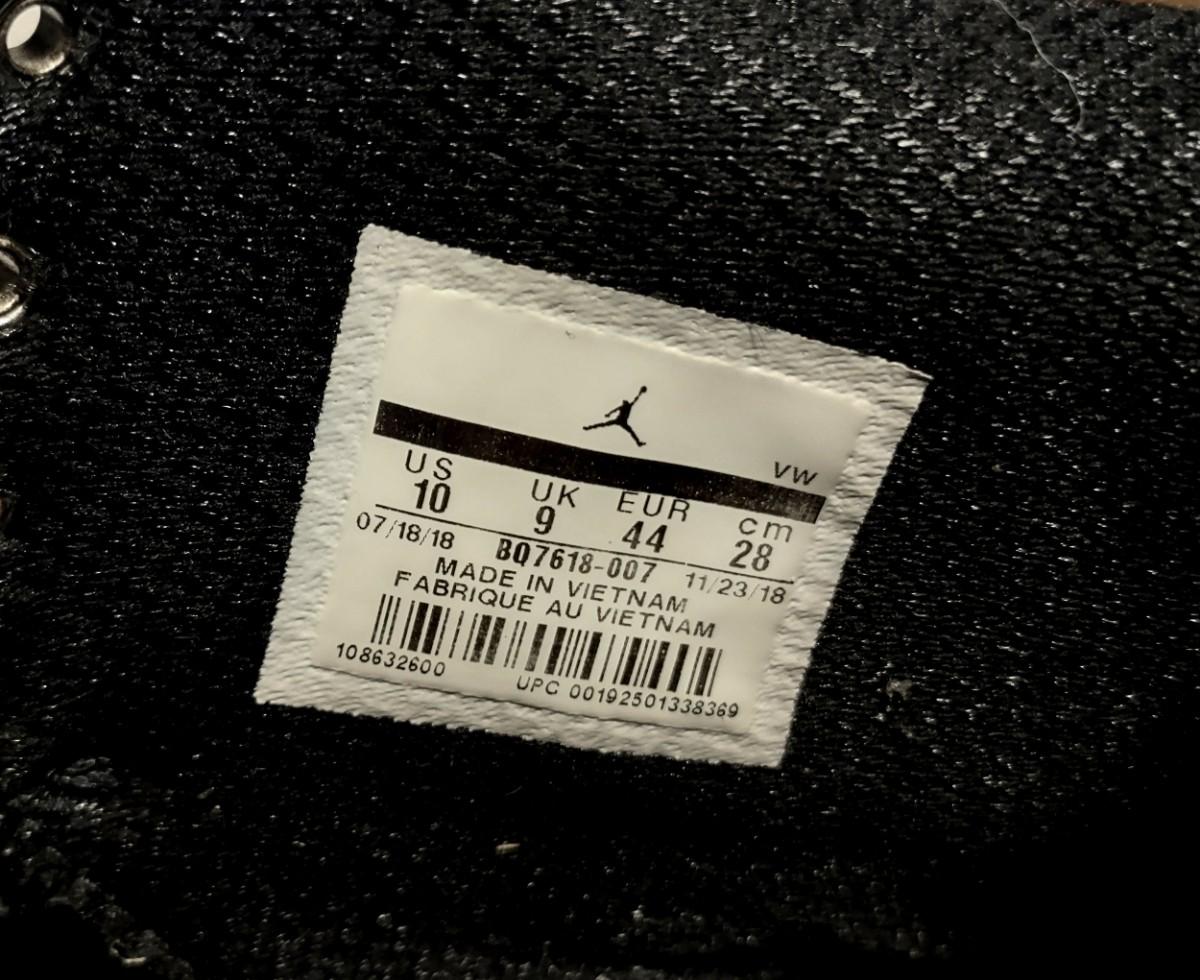 VW
US UK EUR cm
10 9 44 28
07/18/18 BQ7618-007 11/23/18
MADE IN VIETNAM
FABRIQUE AU VIETNAM
108632600 UPC 00192501338369